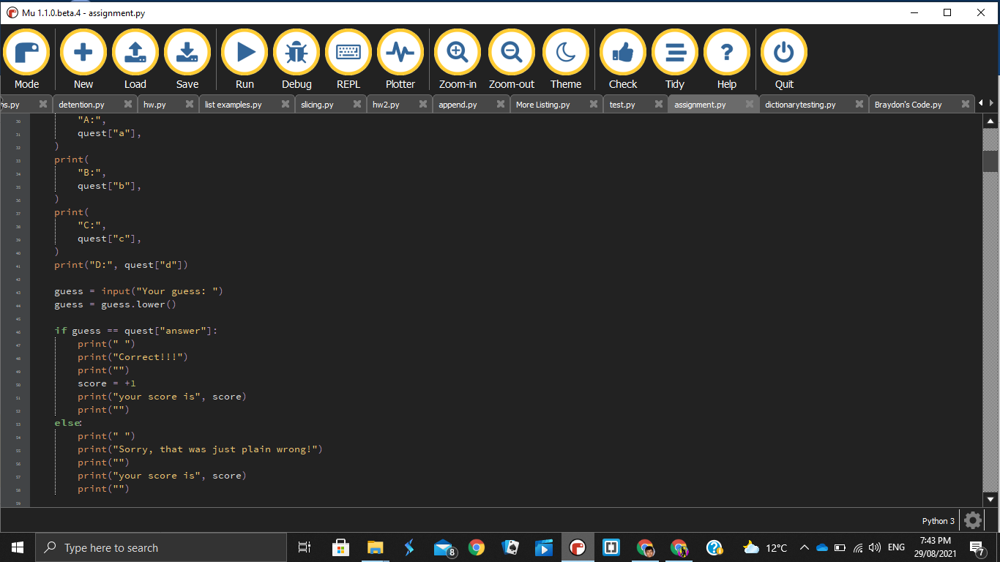 Mu 1.1.0.beta.4 - assignment.py
Mode New Load Save Run Debug REPL Plotter Zoom-in Zoom-out Theme Check Tidy Help Quit
ns.py detention.py hw.py list examples.py slicing.py hw2.py append.py More Listing.py test.py assignment.py dictionarytesting.py Braydon's Code.py
30 "A:",
31 quest["a"],
32 )
33 print(
34 "B:",
35 quest["b"],
36 )
37 print(
38 "C:",
39 quest["c"],
40 )
41 print("D:", quest["d"])
42
43 guess = input("Your guess: ")
44 guess = guess.lower()
45
46 if guess == quest["answer"]:
47 print(" ")
48 print("Correct!!!")
49 print("")
50 score = +1
51 print("your score is", score)
52 print("")
53 else:
54 print(" ")
55 print("Sorry, that was just plain wrong!")
56 print("")
57 print("your score is", score)
58 print("")
59
Python 3
Type here to search
8
12°C
ENG
7:43 PM
29/08/2021
7